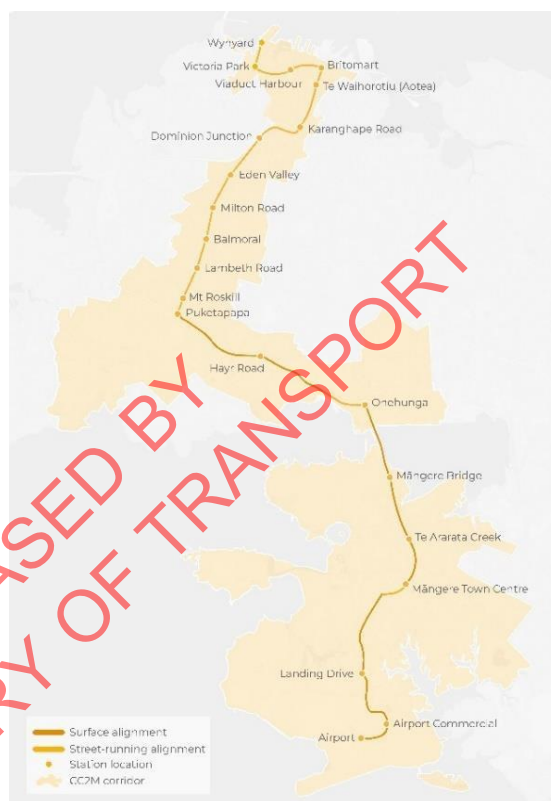 Wynyard
Victoria Park
Britomart
Viaduct Harbour
Te Waihorotiu (Aotea)
Karanghape Road
Dominion Junction
Eden Valley
Milton Road
Balmoral
Lambeth Road
Mt Roskill
Puketapapa
Hayr Road
Onehunga
Māngere Bridge
Te Ararata Creek
Māngere Town Centre
Landing Drive
Airport Commercial
Airport
Surface alignment
Street-running alignment
Station location
CC2M corridor
ASED BY
RY OF TRANSPORT